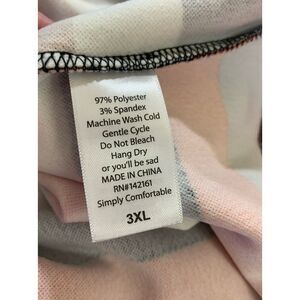 97% Polyester
3% Spandex
Machine Wash Cold
Gentle Cycle
Do Not Bleach
Hang Dry
or you'll be sad
MADE IN CHINA
RN#142161
Simply Comfortable
3XL